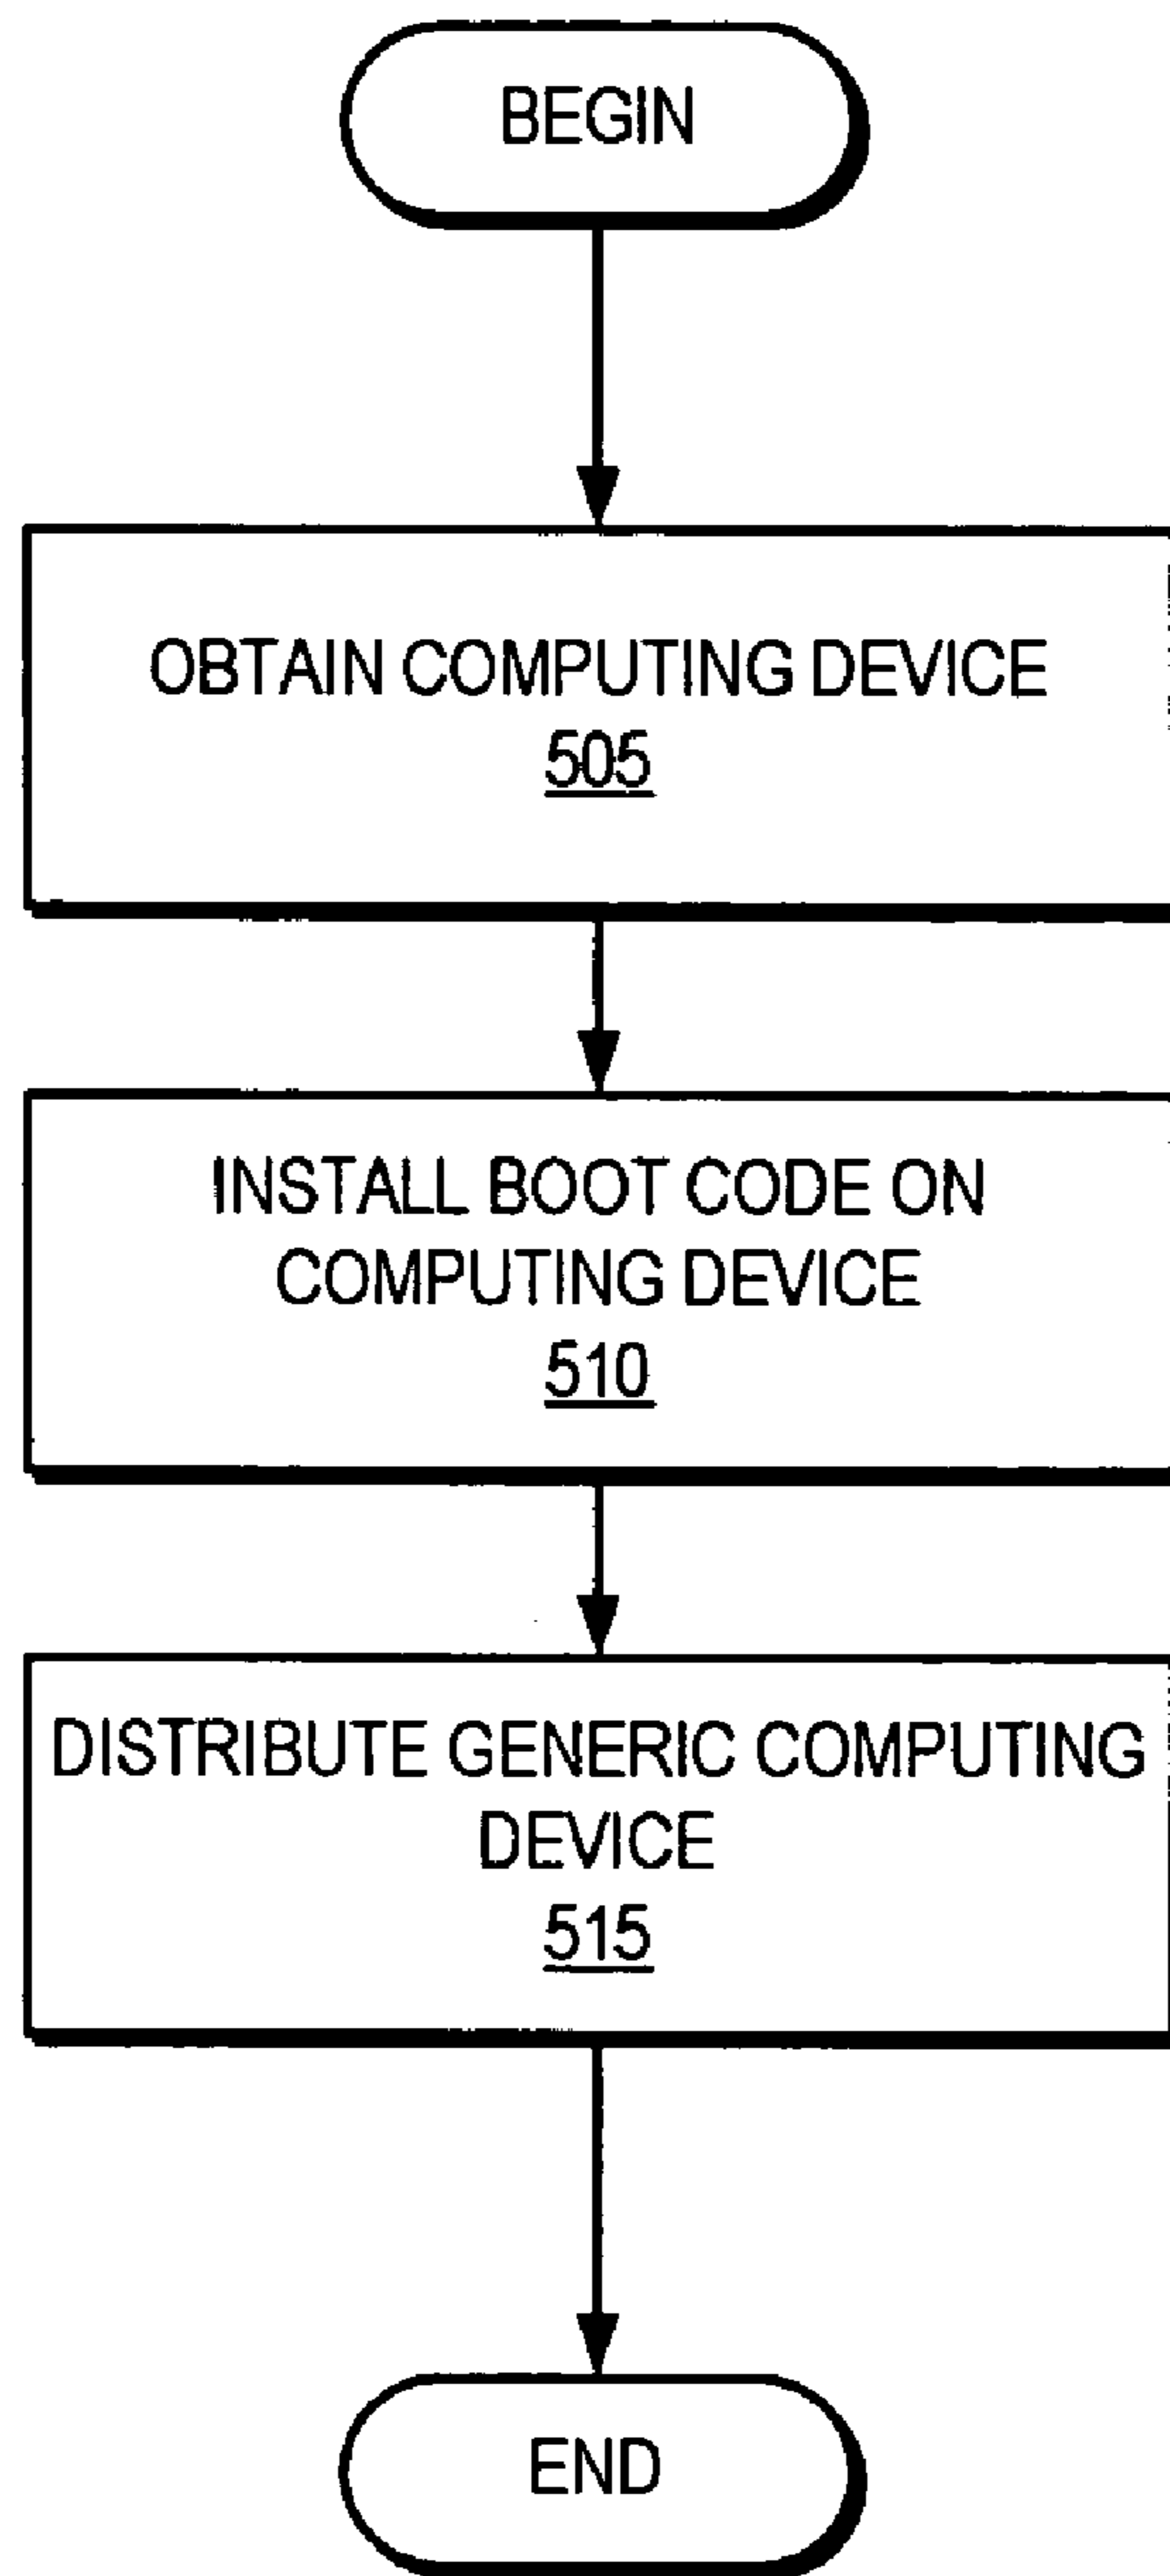 BEGIN
OBTAIN COMPUTING DEVICE
505
INSTALL BOOT CODE ON
COMPUTING DEVICE
510
DISTRIBUTE GENERIC COMPUTING
DEVICE
515
END